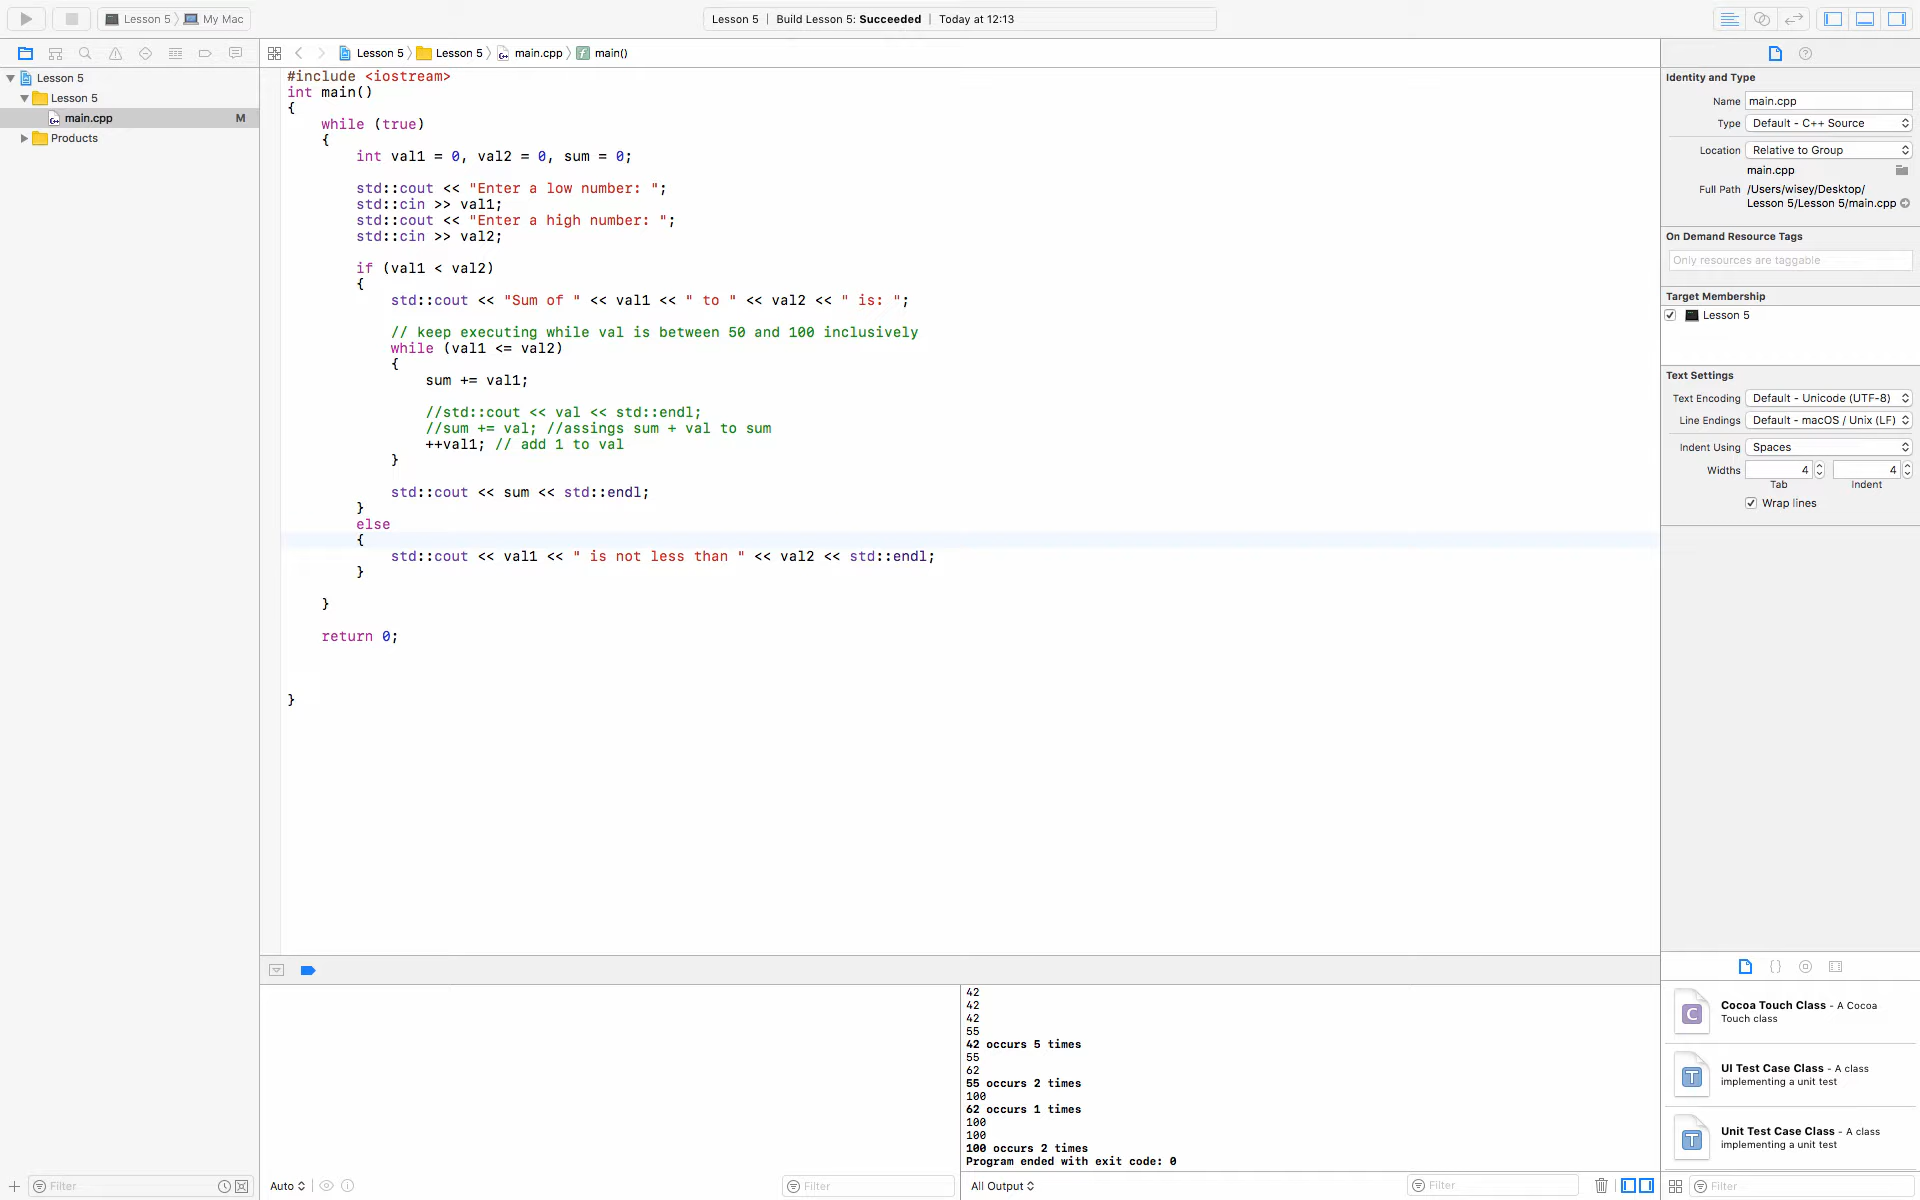 Lesson 5 My Mac
Lesson 5 | Build Lesson 5: Succeeded | Today at 12:13
Lesson 5
Lesson 5
main.cpp M
Products
Filter
Lesson 5 Lesson 5 main.cpp main()
#include <iostream>
int main()
{
while (true)
{
int val1 = 0, val2 = 0, sum = 0;
std::cout << "Enter a low number: ";
std::cin >> val1;
std::cout << "Enter a high number: ";
std::cin >> val2;
if (val1 < val2)
{
std::cout << "Sum of " << val1 << " to " << val2 << " is: ";
// keep executing while val is between 50 and 100 inclusively
while (val1 <= val2)
{
sum += val1;
//std::cout << val << std::endl;
//sum += val; //assings sum + val to sum
++val1; // add 1 to val
}
std::cout << sum << std::endl;
}
else
{
std::cout << val1 << " is not less than " << val2 << std::endl;
}
}
return 0;
}
Auto
Filter
42
42
42
55
42 occurs 5 times
55
62
55 occurs 2 times
100
62 occurs 1 times
100
100
100 occurs 2 times
Program ended with exit code: 0
All Output
Filter
Identity and Type
Name main.cpp
Type Default - C++ Source
Location Relative to Group
main.cpp
Full Path /Users/wisey/Desktop/
Lesson 5/Lesson 5/main.cpp
On Demand Resource Tags
Only resources are taggable
Target Membership
Lesson 5
Text Settings
Text Encoding Default - Unicode (UTF-8)
Line Endings Default - macOS / Unix (LF)
Indent Using Spaces
Widths 4 4
Tab Indent
Wrap lines
{}
C
Cocoa Touch Class - A Cocoa
Touch class
T
UI Test Case Class - A class
implementing a unit test
T
Unit Test Case Class - A class
implementing a unit test
Filter